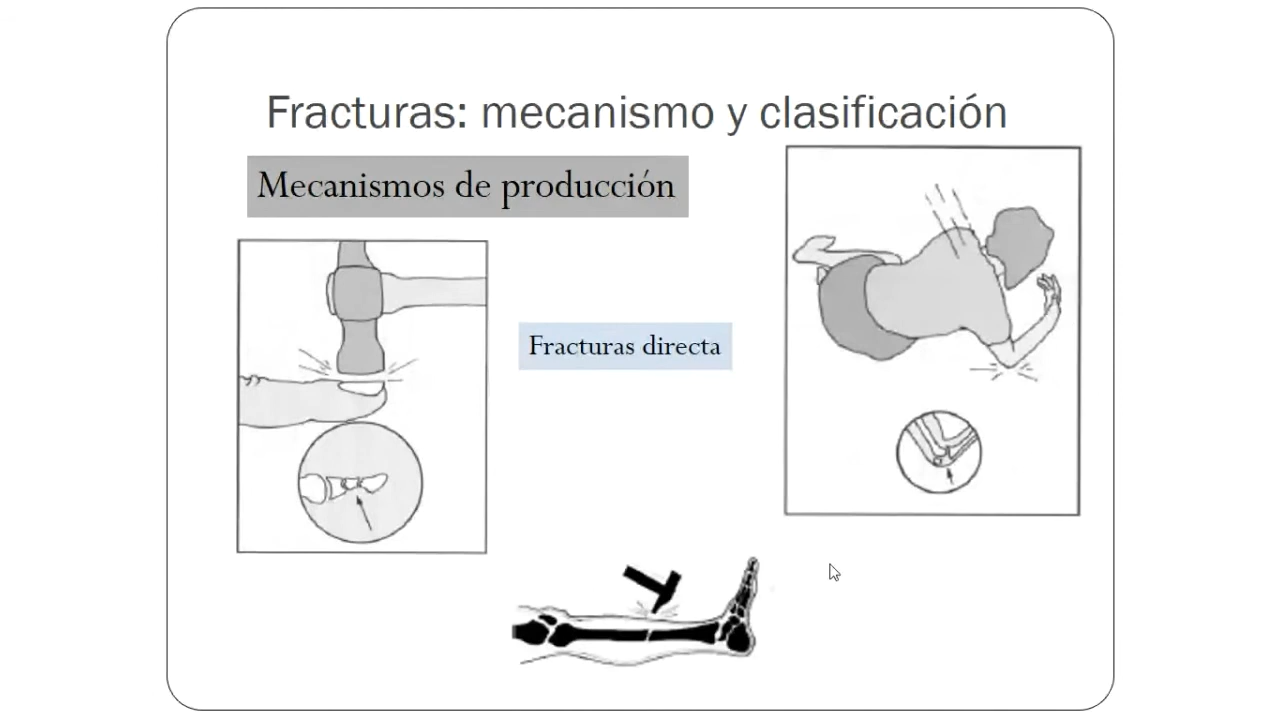 Fracturas: mecanismo y clasificación
Mecanismos de producción
Fracturas directa